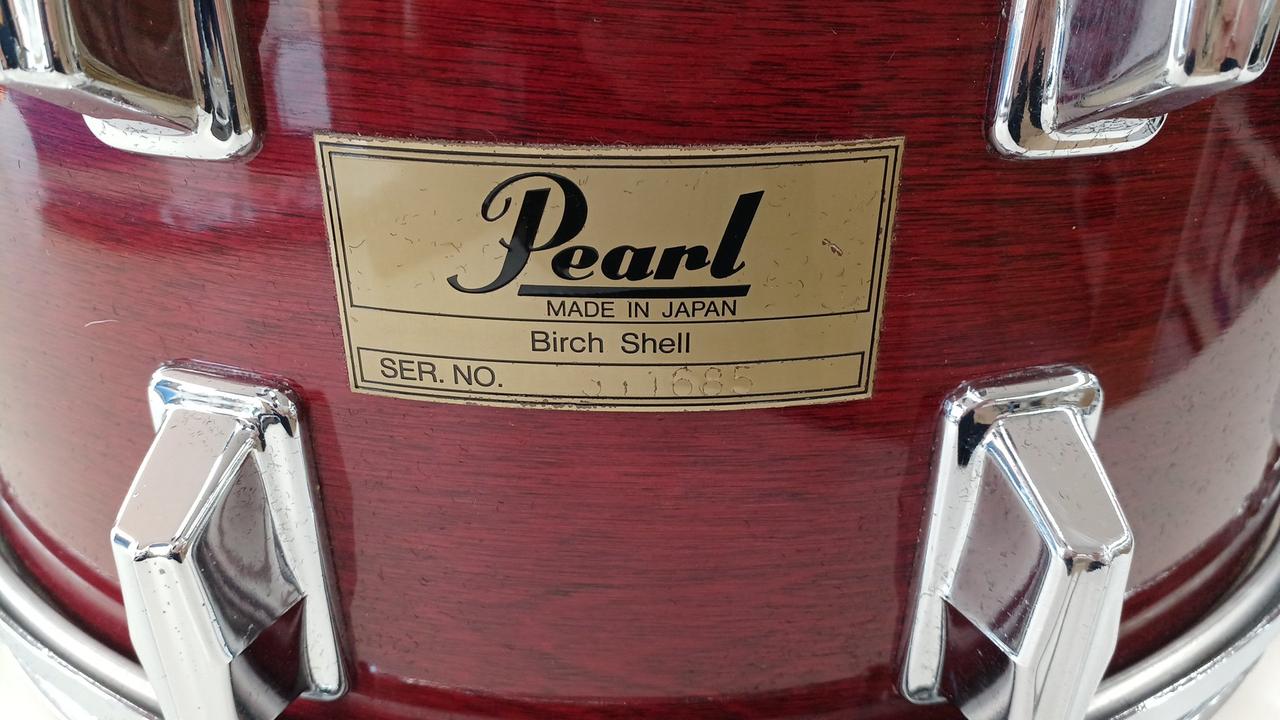 Pearl
MADE IN JAPAN
Birch Shell
SER. NO.